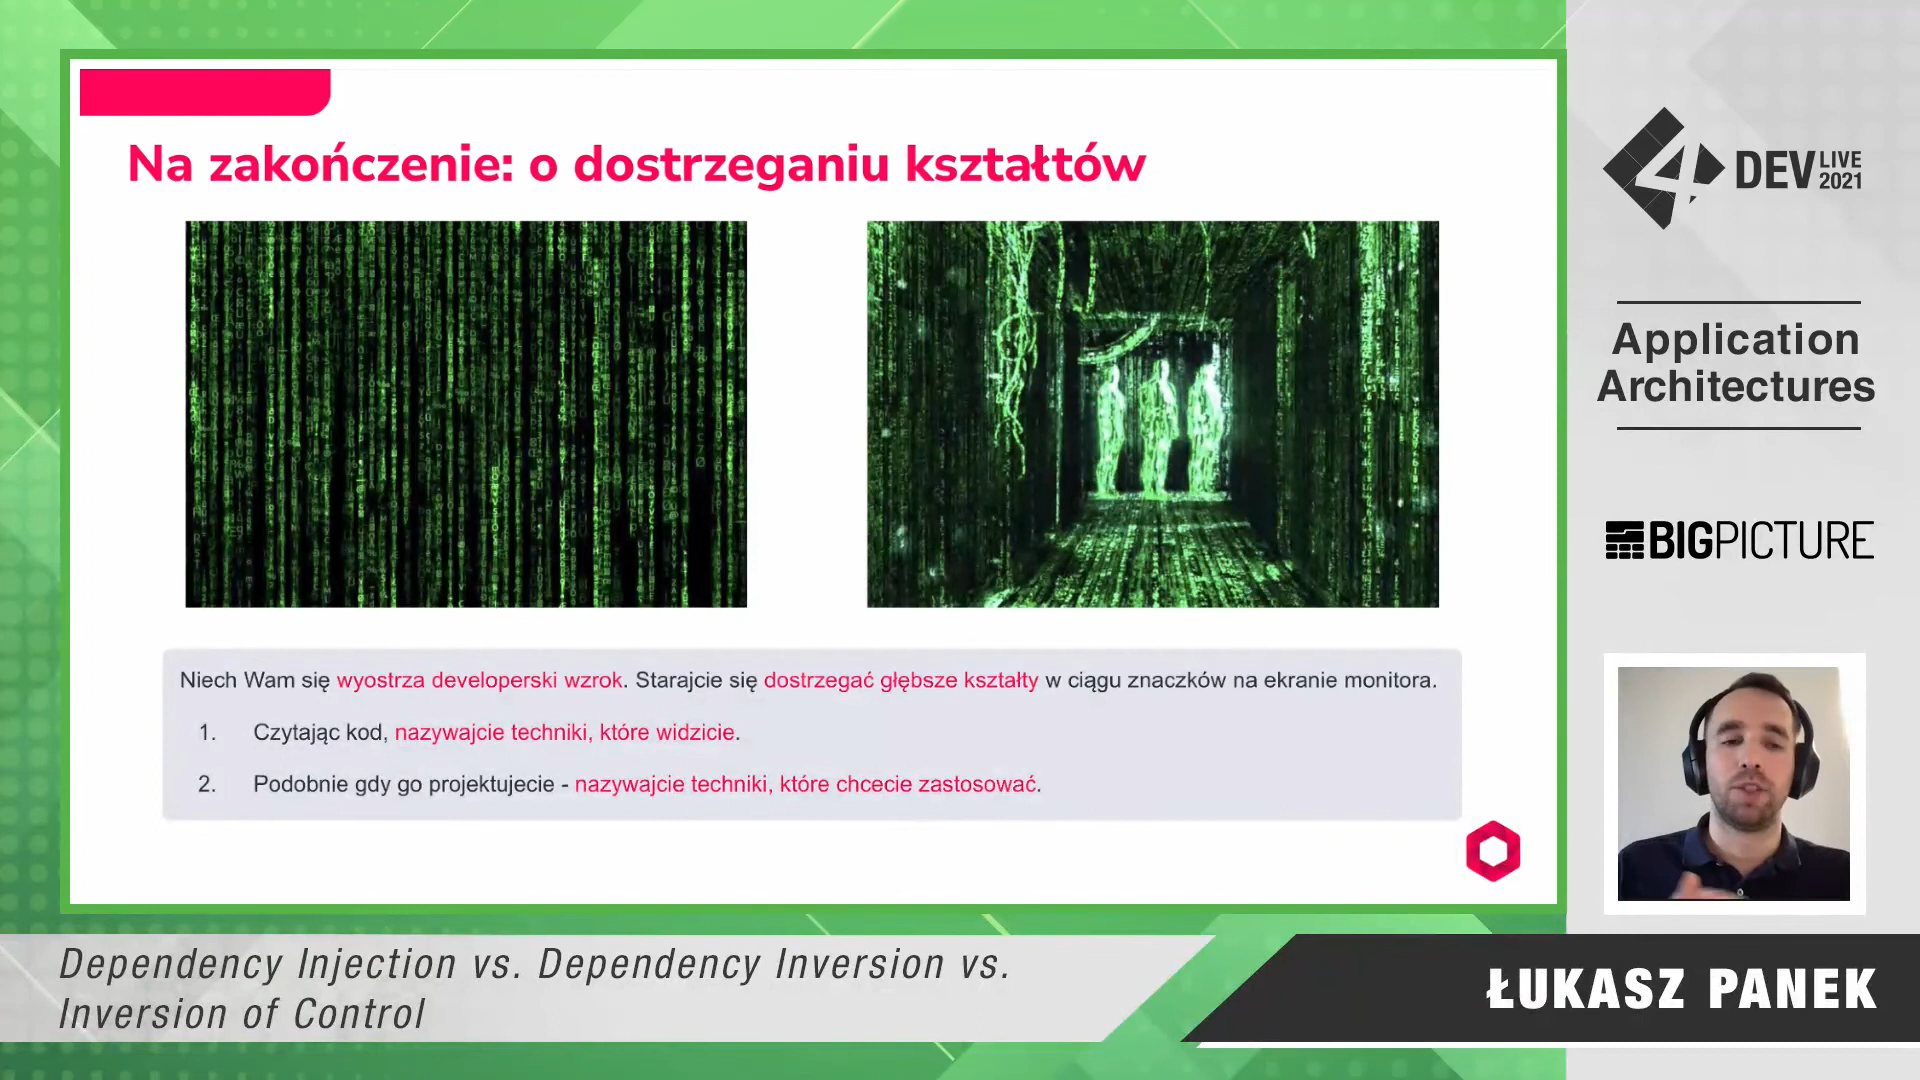 Na zakończenie: o dostrzeganiu kształtów
Niech Wam się wyostrza developerski wzrok. Starajcie się dostrzegać głębsze kształty w ciągu znaczków na ekranie monitora.
1. Czytając kod, nazywajcie techniki, które widzicie.
2. Podobnie gdy go projektujecie - nazywajcie techniki, które chcecie zastosować.
4DEV LIVE
2021
Application
Architectures
BIGPICTURE
Dependency Injection vs. Dependency Inversion vs.
Inversion of Control
ŁUKASZ PANEK